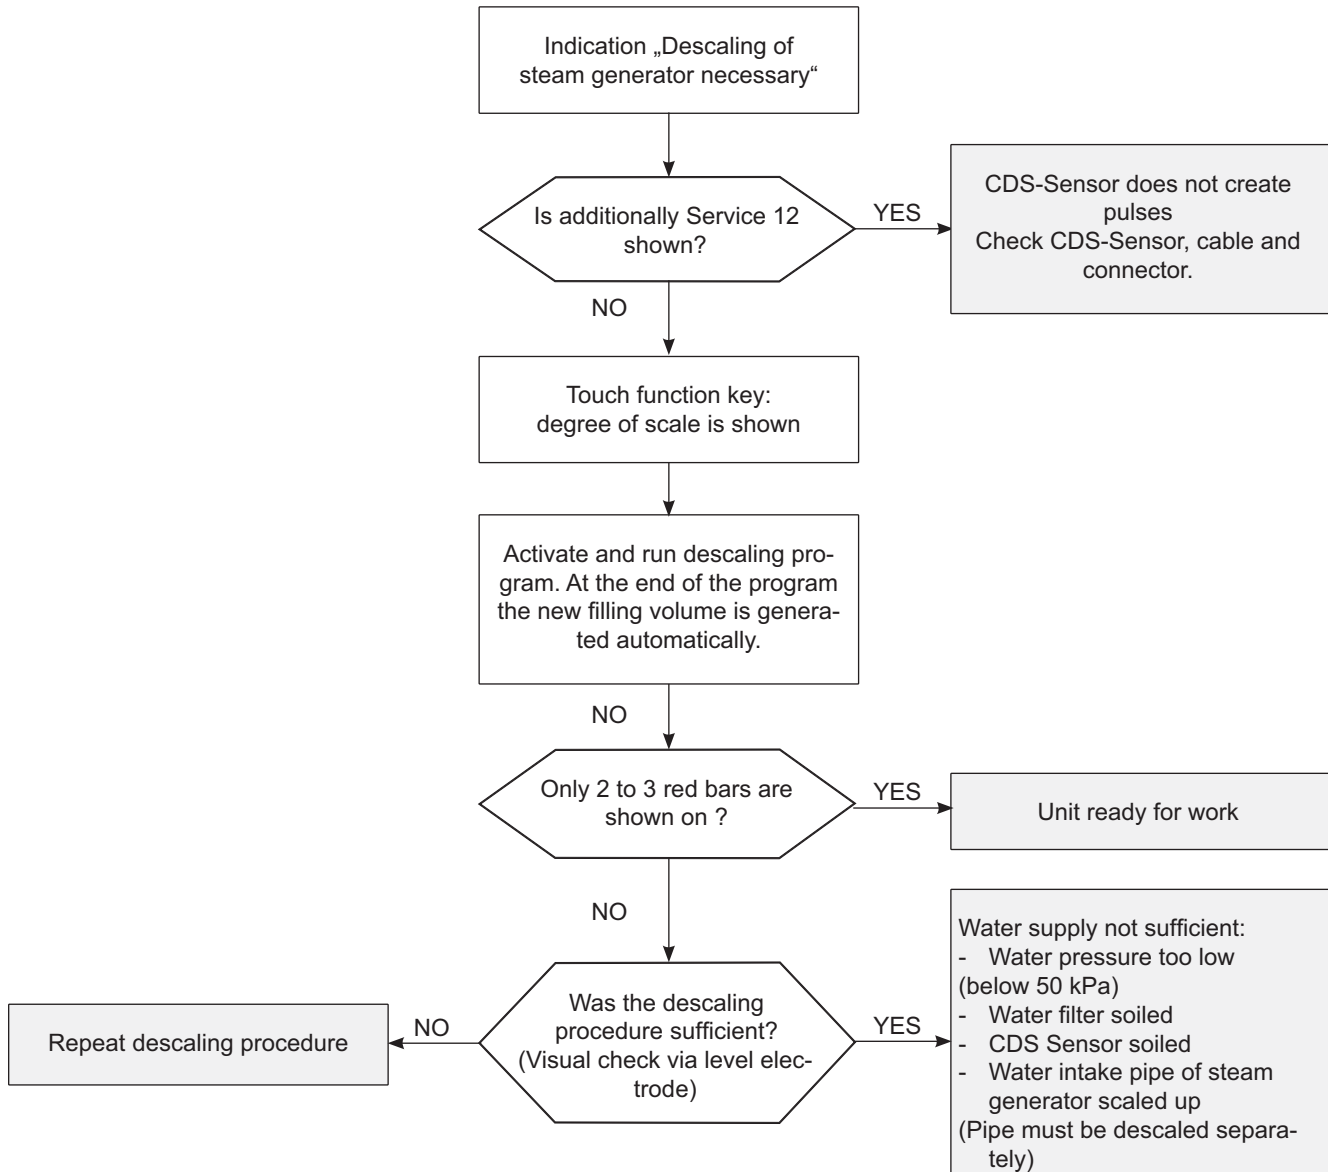 Indication „Descaling of
steam generator necessary“
Is additionally Service 12
shown?
YES
CDS-Sensor does not create
pulses
Check CDS-Sensor, cable and
connector.
NO
Touch function key:
degree of scale is shown
Activate and run descaling pro-
gram. At the end of the program
the new filling volume is genera-
ted automatically.
NO
Only 2 to 3 red bars are
shown on ?
YES
Unit ready for work
NO
Was the descaling
procedure sufficient?
(Visual check via level elec-
trode)
NO
Repeat descaling procedure
YES
Water supply not sufficient:
- Water pressure too low
(below 50 kPa)
- Water filter soiled
- CDS Sensor soiled
- Water intake pipe of steam
generator scaled up
(Pipe must be descaled separa-
tely)